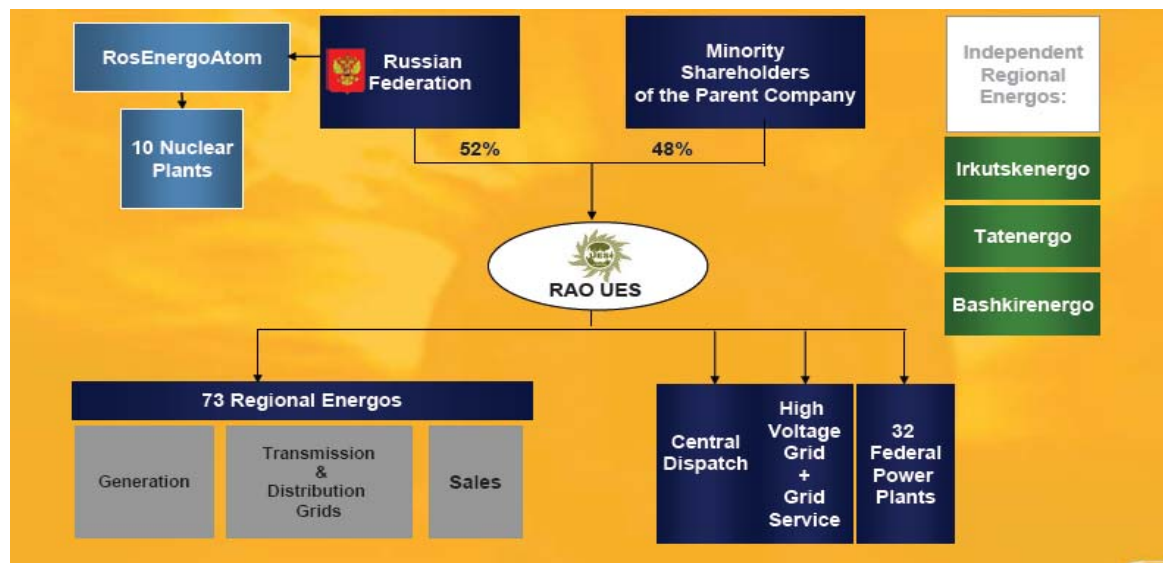 RosEnergoAtom
Russian
Federation
Minority
Shareholders
of the Parent Company
Independent
Regional
Energos:
10 Nuclear
Plants
52%
48%
Irkutskenergo
Tatenergo
Bashkirenergo
UES
RAO UES
73 Regional Energos
Generation
Transmission
&
Distribution
Grids
Sales
Central
Dispatch
High
Voltage
Grid
+
Grid
Service
32
Federal
Power
Plants